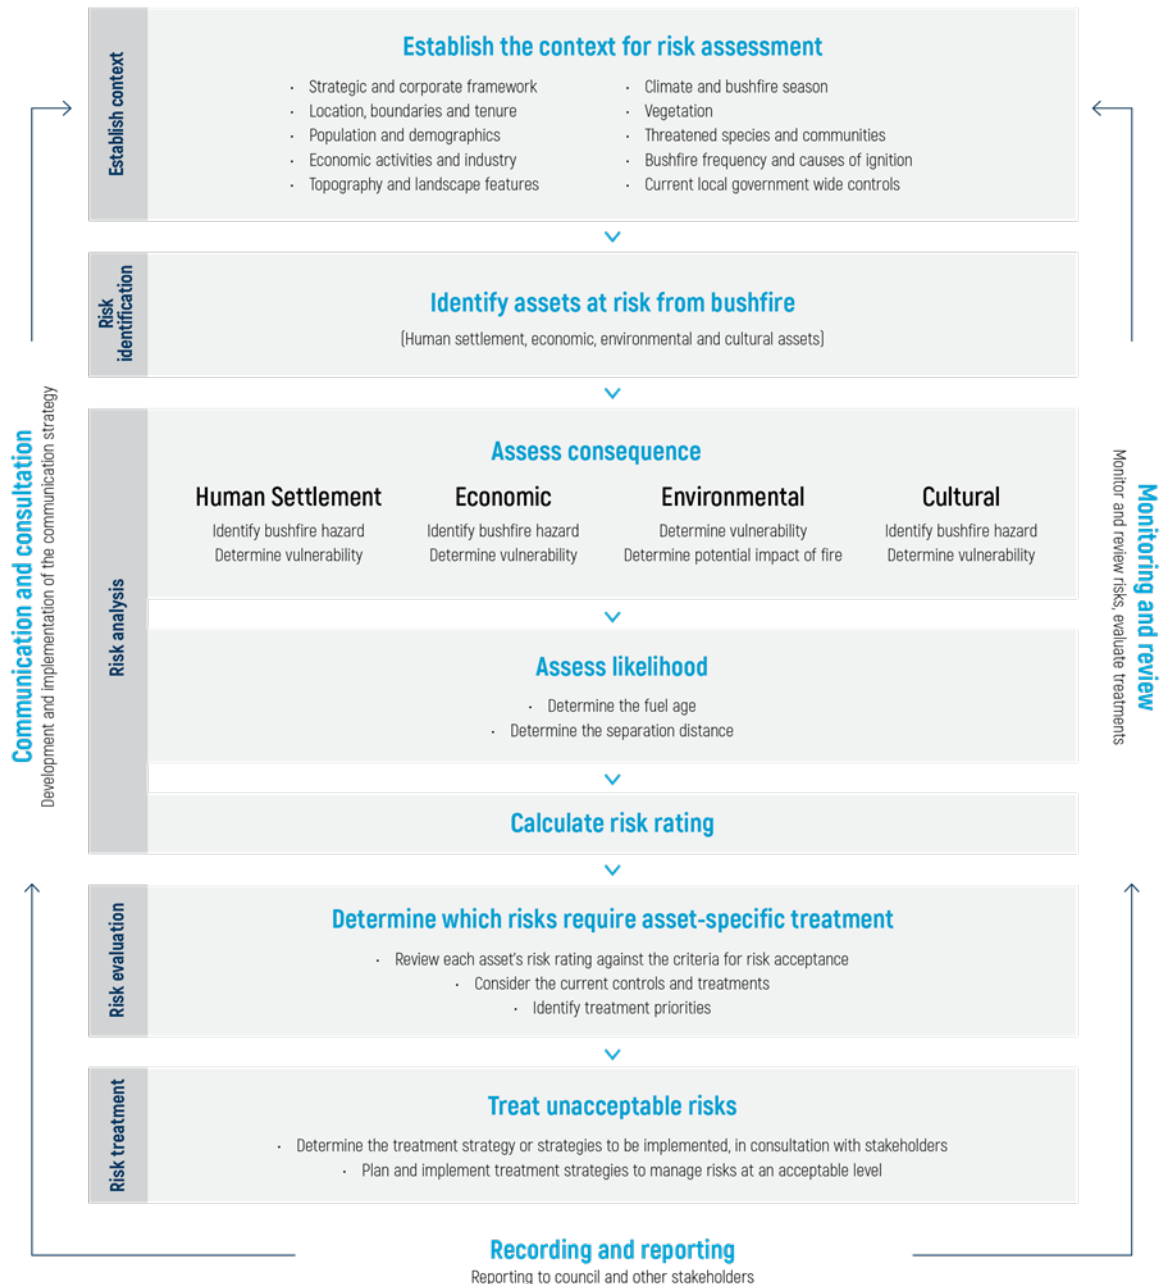 Establish context
Establish the context for risk assessment
· Strategic and corporate framework
· Location, boundaries and tenure
· Population and demographics
· Economic activities and industry
· Topography and landscape features
· Climate and bushfire season
· Vegetation
· Threatened species and communities
· Bushfire frequency and causes of ignition
· Current local government wide controls
Risk
identification
Identify assets at risk from bushfire
(Human settlement, economic, environmental and cultural assets)
Communication and consultation
Development and implementation of the communication strategy
Risk analysis
Assess consequence
Human Settlement
Identify bushfire hazard
Determine vulnerability
Economic
Identify bushfire hazard
Determine vulnerability
Environmental
Determine vulnerability
Determine potential impact of fire
Cultural
Identify bushfire hazard
Determine vulnerability
Assess likelihood
· Determine the fuel age
· Determine the separation distance
Calculate risk rating
Monitoring and review
Monitor and review risks, evaluate treatments
Risk evaluation
Determine which risks require asset-specific treatment
· Review each asset's risk rating against the criteria for risk acceptance
· Consider the current controls and treatments
· Identify treatment priorities
Risk treatment
Treat unacceptable risks
· Determine the treatment strategy or strategies to be implemented, in consultation with stakeholders
· Plan and implement treatment strategies to manage risks at an acceptable level
Recording and reporting
Reporting to council and other stakeholders